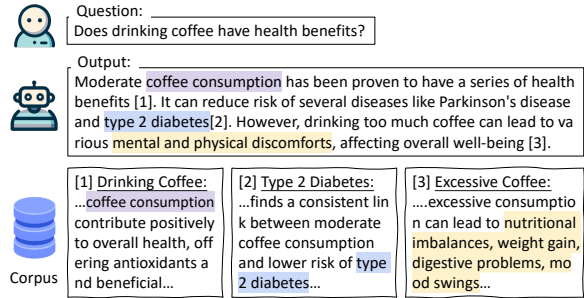 Question:
Does drinking coffee have health benefits?
Output:
Moderate coffee consumption has been proven to have a series of health
benefits [1]. It can reduce risk of several diseases like Parkinson's disease
and type 2 diabetes[2]. However, drinking too much coffee can lead to va
rious mental and physical discomforts, affecting overall well-being [3].
Corpus
[1] Drinking Coffee:
...coffee consumption
contribute positively
to overall health, off
ering antioxidants a
nd beneficial...
[2] Type 2 Diabetes:
...finds a consistent lin
k between moderate
coffee consumption
and lower risk of type
2 diabetes...
[3] Excessive Coffee:
....excessive consumptio
n can lead to nutritional
imbalances, weight gain,
digestive problems, mo
od swings...